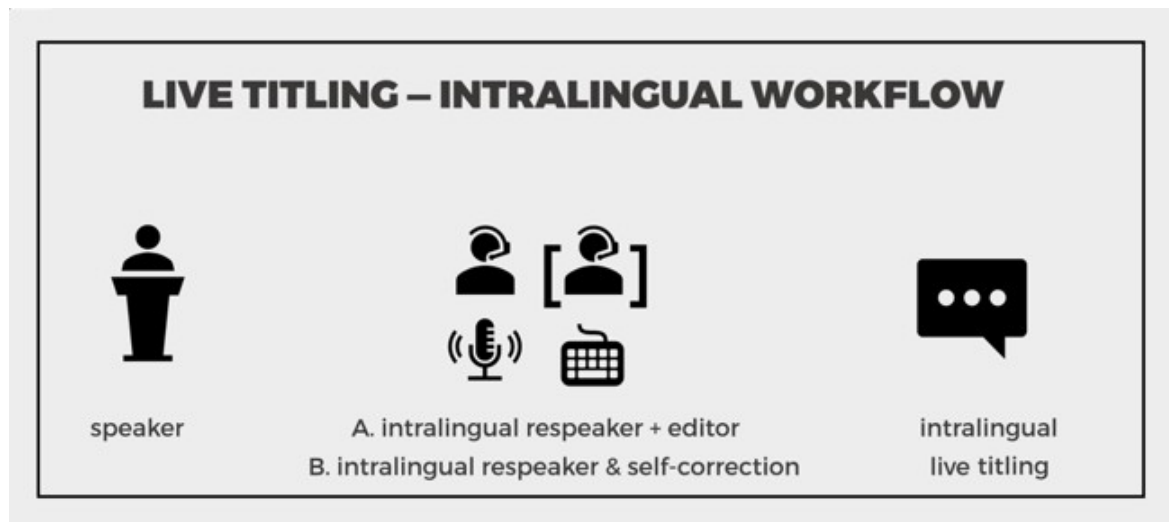 LIVE TITLING – INTRALINGUAL WORKFLOW
speaker
A. intralingual respeaker + editor
B. intralingual respeaker & self-correction
intralingual
live titling